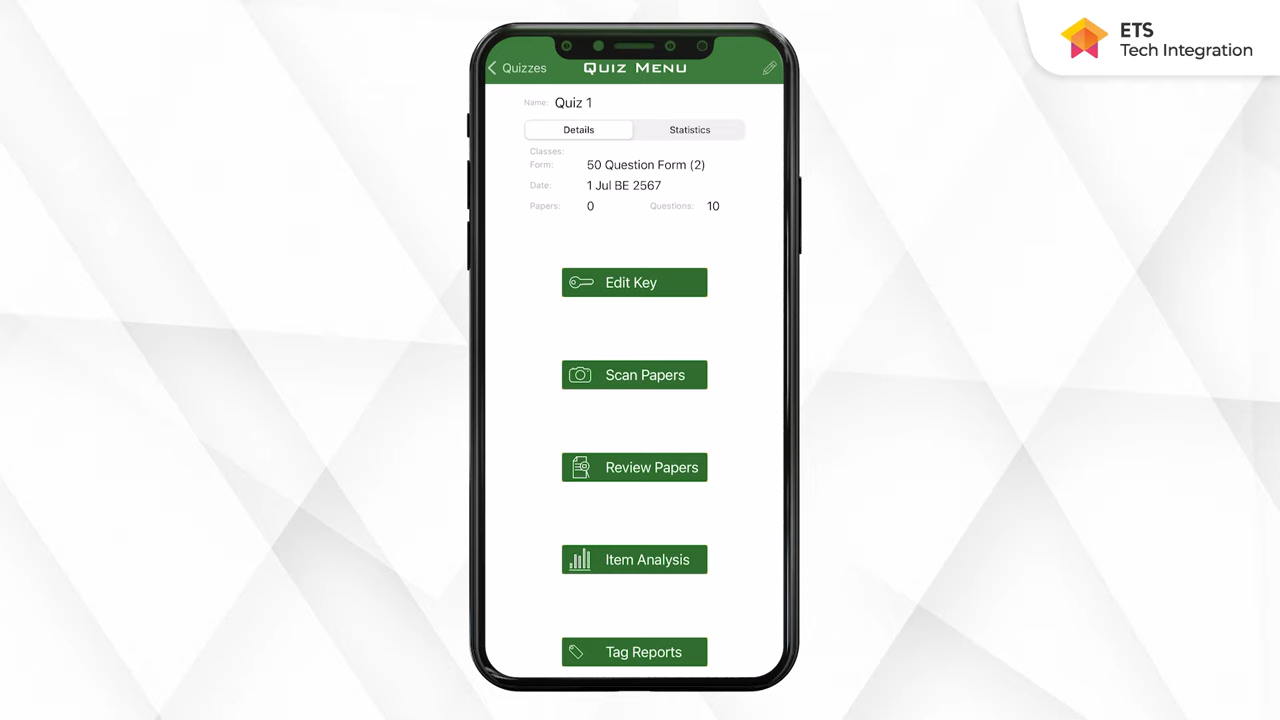 ETS
Tech Integration
Quizzes
Quiz Menu
Name: Quiz 1
Details Statistics
Classes:
Form: 50 Question Form (2)
Date: 1 Jul BE 2567
Papers: 0 Questions: 10
Edit Key
Scan Papers
Review Papers
Item Analysis
Tag Reports